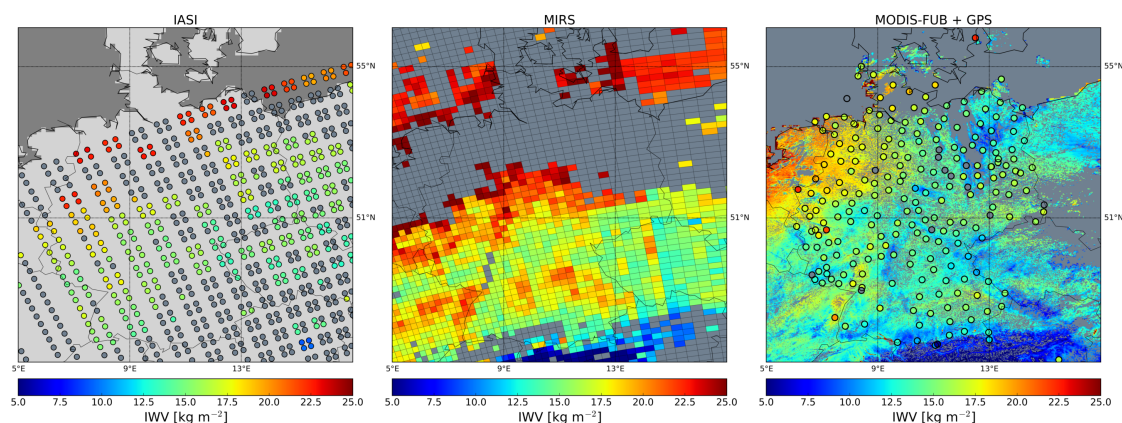 IASI MIRS MODIS-FUB + GPS
55°N 55°N
51°N 51°N
5°E 9°E 13°E 5°E 9°E 13°E 5°E 9°E 13°E
5.0 7.5 10.0 12.5 15.0 17.5 20.0 22.5 25.0 5.0 7.5 10.0 12.5 15.0 17.5 20.0 22.5 25.0 5.0 7.5 10.0 12.5 15.0 17.5 20.0 22.5 25.0
IWV [kg m⁻²] IWV [kg m⁻²] IWV [kg m⁻²]